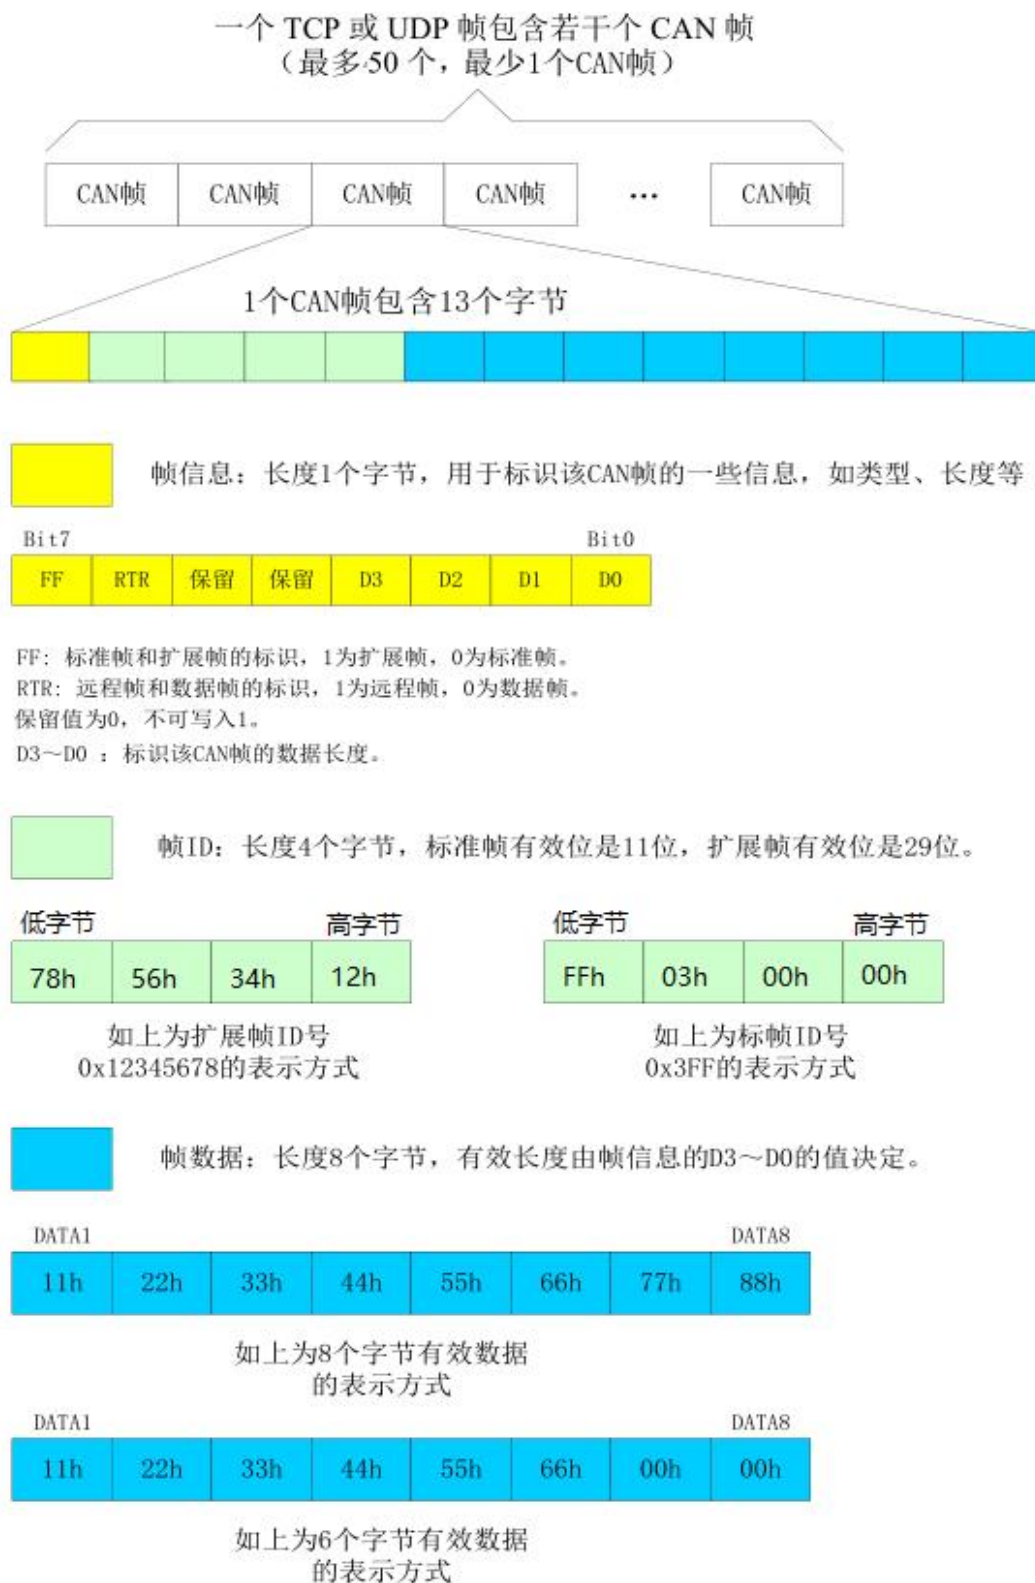 一个 TCP 或 UDP 帧包含若干个 CAN 帧
（最多50个，最少1个CAN帧）
CAN帧 CAN帧 CAN帧 CAN帧 … CAN帧
1个CAN帧包含13个字节
帧信息：长度1个字节，用于标识该CAN帧的一些信息，如类型、长度等
Bit7 Bit0
FF RTR 保留 保留 D3 D2 D1 D0
FF: 标准帧和扩展帧的标识，1为扩展帧，0为标准帧。
RTR: 远程帧和数据帧的标识，1为远程帧，0为数据帧。
保留值为0，不可写入1。
D3～D0 ：标识该CAN帧的数据长度。
帧ID：长度4个字节，标准帧有效位是11位，扩展帧有效位是29位。
低字节 高字节 低字节 高字节
78h 56h 34h 12h FFh 03h 00h 00h
如上为扩展帧ID号 如上为标帧ID号
0x12345678的表示方式 0x3FF的表示方式
帧数据：长度8个字节，有效长度由帧信息的D3～D0的值决定。
DATA1 DATA8
11h 22h 33h 44h 55h 66h 77h 88h
如上为8个字节有效数据
的表示方式
DATA1 DATA8
11h 22h 33h 44h 55h 66h 00h 00h
如上为6个字节有效数据
的表示方式